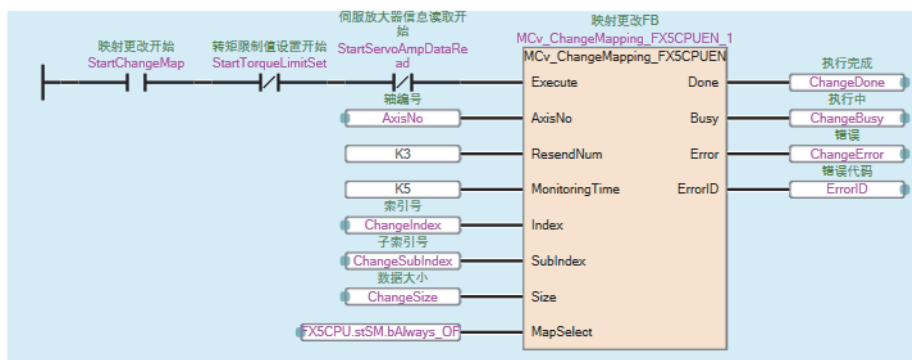 伺服放大器信息读取开
始
映射更改FB
映射更改开始
转矩限制值设置开始
StartServoAmpDataRe
ad
MCv_ChangeMapping_FX5CPUEN_1
StartChangeMap
StartTorqueLimitSet
MCv_ChangeMapping_FX5CPUEN
执行完成
Execute
Done
ChangeDone
轴编号
执行中
AxisNo
AxisNo
Busy
ChangeBusy
错误
K3
ResendNum
Error
ChangeError
错误代码
K5
MonitoringTime
ErrorID
ErrorID
索引号
ChangeIndex
Index
子索引号
ChangeSubIndex
SubIndex
数据大小
ChangeSize
Size
FX5CPU.stSM.bAlways_OF
MapSelect